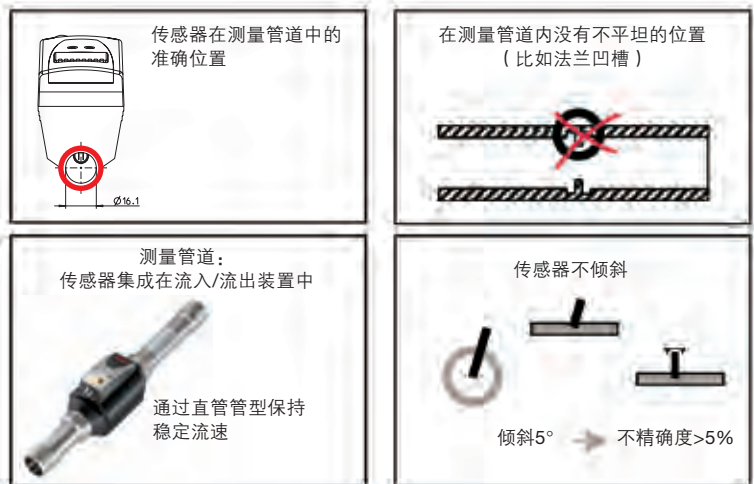 传感器在测量管道中的
准确位置
Ø16.1
在测量管道内没有不平坦的位置
(比如法兰凹槽)
测量管道:
传感器集成在流入/流出装置中
通过直管管型保持
稳定流速
传感器不倾斜
倾斜5° 不精确度>5%